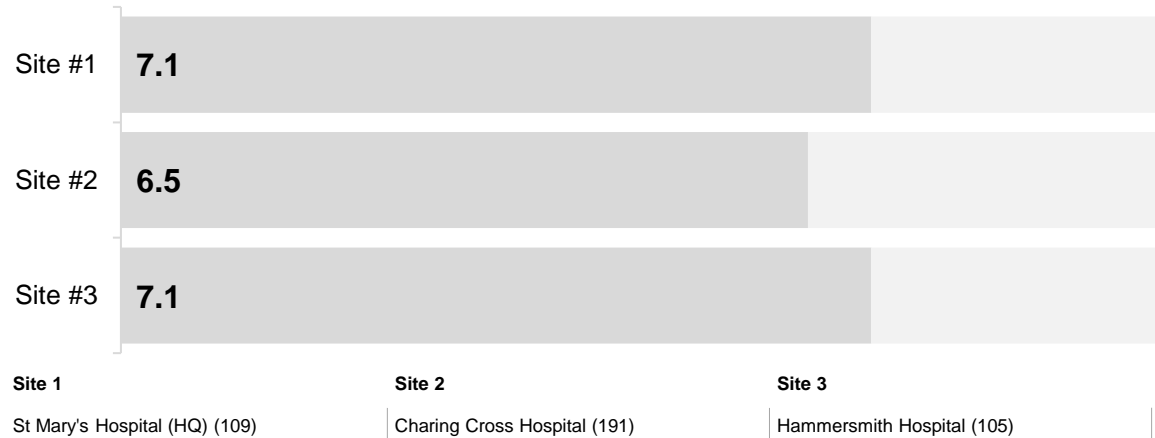 Site #1 7.1
Site #2 6.5
Site #3 7.1
Site 1 Site 2 Site 3
St Mary's Hospital (HQ) (109) Charing Cross Hospital (191) Hammersmith Hospital (105)